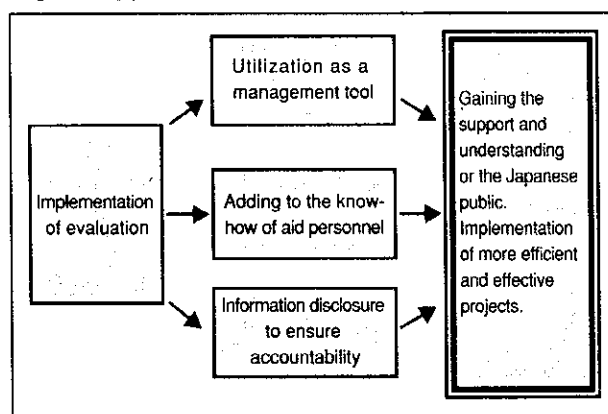 Implementation
of evaluation
Utilization as a
management tool
Adding to the know-
how of aid personnel
Information disclosure
to ensure
accountability
Gaining the
support and
understanding
or the Japanese
public.
Implementation
of more efficient
and effective
projects.